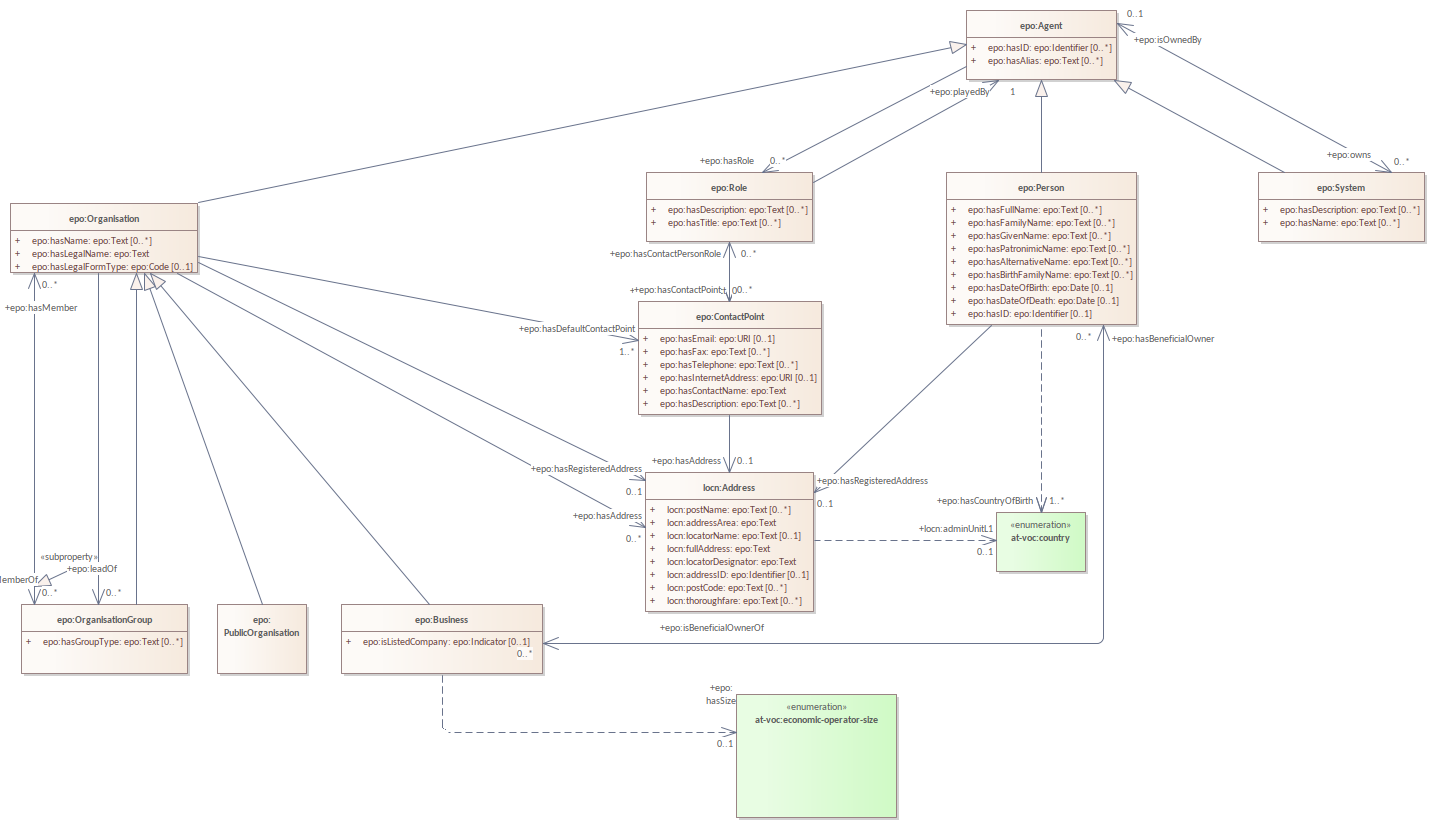 epo:Agent
+ epo:hasID: epo:Identifier [0..*]
+ epo:hasAlias: epo:Text [0..*]
0..1
+epo:isOwnedBy
+epo:playedBy
1
+epo:hasRole
0..*
+epo:owns
0..*
epo:Organisation
+ epo:hasName: epo:Text [0..*]
+ epo:hasLegalName: epo:Text
+ epo:hasLegalFormType: epo:Code [0..1]
epo:Role
+ epo:hasDescription: epo:Text [0..*]
+ epo:hasTitle: epo:Text [0..*]
epo:Person
+ epo:hasFullName: epo:Text [0..*]
+ epo:hasFamilyName: epo:Text [0..*]
+ epo:hasGivenName: epo:Text [0..*]
+ epo:hasPatronimicName: epo:Text [0..*]
+ epo:hasAlternativeName: epo:Text [0..*]
+ epo:hasBirthFamilyName: epo:Text [0..*]
+ epo:hasDateOfBirth: epo:Date [0..1]
+ epo:hasDateOfDeath: epo:Date [0..1]
+ epo:hasID: epo:Identifier [0..1]
epo:System
+ epo:hasDescription: epo:Text [0..*]
+ epo:hasName: epo:Text [0..*]
+epo:hasContactPersonRole
0..*
+epo:hasContactPoint
0..*
0..*
+epo:hasMember
epo:ContactPoint
+ epo:hasEmail: epo:URI [0..1]
+ epo:hasFax: epo:Text [0..*]
+ epo:hasTelephone: epo:Text [0..*]
+ epo:hasInternetAddress: epo:URI [0..1]
+ epo:hasContactName: epo:Text
+ epo:hasDescription: epo:Text [0..*]
+epo:hasDefaultContactPoint
1..*
0..*
+epo:hasBeneficialOwner
+epo:hasAddress
0..1
+epo:hasRegisteredAddress
0..1
+epo:hasAddress
0..*
locn:Address
+ locn:postName: epo:Text [0..*]
+ locn:addressArea: epo:Text
+ locn:locatorName: epo:Text [0..1]
+ locn:fullAddress: epo:Text
+ locn:locatorDesignator: epo:Text
+ locn:addressID: epo:Identifier [0..1]
+ locn:postCode: epo:Text [0..*]
+ locn:thoroughfare: epo:Text [0..*]
+epo:hasRegisteredAddress
0..1
+epo:hasCountryOfBirth
1..*
+locn:adminUnitL1
0..1
«enumeration»
at-voc:country
«subproperty»
+epo:leadOf
MemberOf
0..*
0..*
epo:OrganisationGroup
+ epo:hasGroupType: epo:Text [0..*]
epo:
PublicOrganisation
epo:Business
+ epo:isListedCompany: epo:Indicator [0..1]
0..*
+epo:isBeneficialOwnerOf
+epo:
hasSize
0..1
«enumeration»
at-voc:economic-operator-size